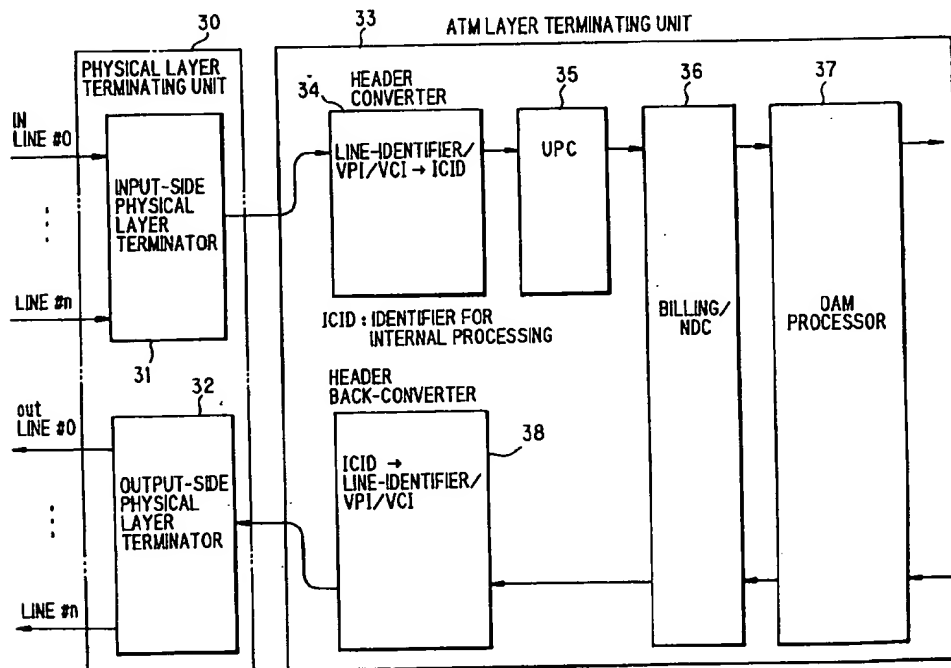 30
PHYSICAL LAYER
TERMINATING UNIT
33
ATM LAYER TERMINATING UNIT
IN
LINE #0
INPUT-SIDE
PHYSICAL
LAYER
TERMINATOR
LINE #n
31
HEADER
CONVERTER
34
LINE-IDENTIFIER/
VPI/VCI → ICID
35
UPC
36
BILLING/
NDC
37
OAM
PROCESSOR
ICID : IDENTIFIER FOR
INTERNAL PROCESSING
out
LINE #0
32
OUTPUT-SIDE
PHYSICAL
LAYER
TERMINATOR
LINE #n
HEADER
BACK-CONVERTER
38
ICID →
LINE-IDENTIFIER/
VPI/VCI